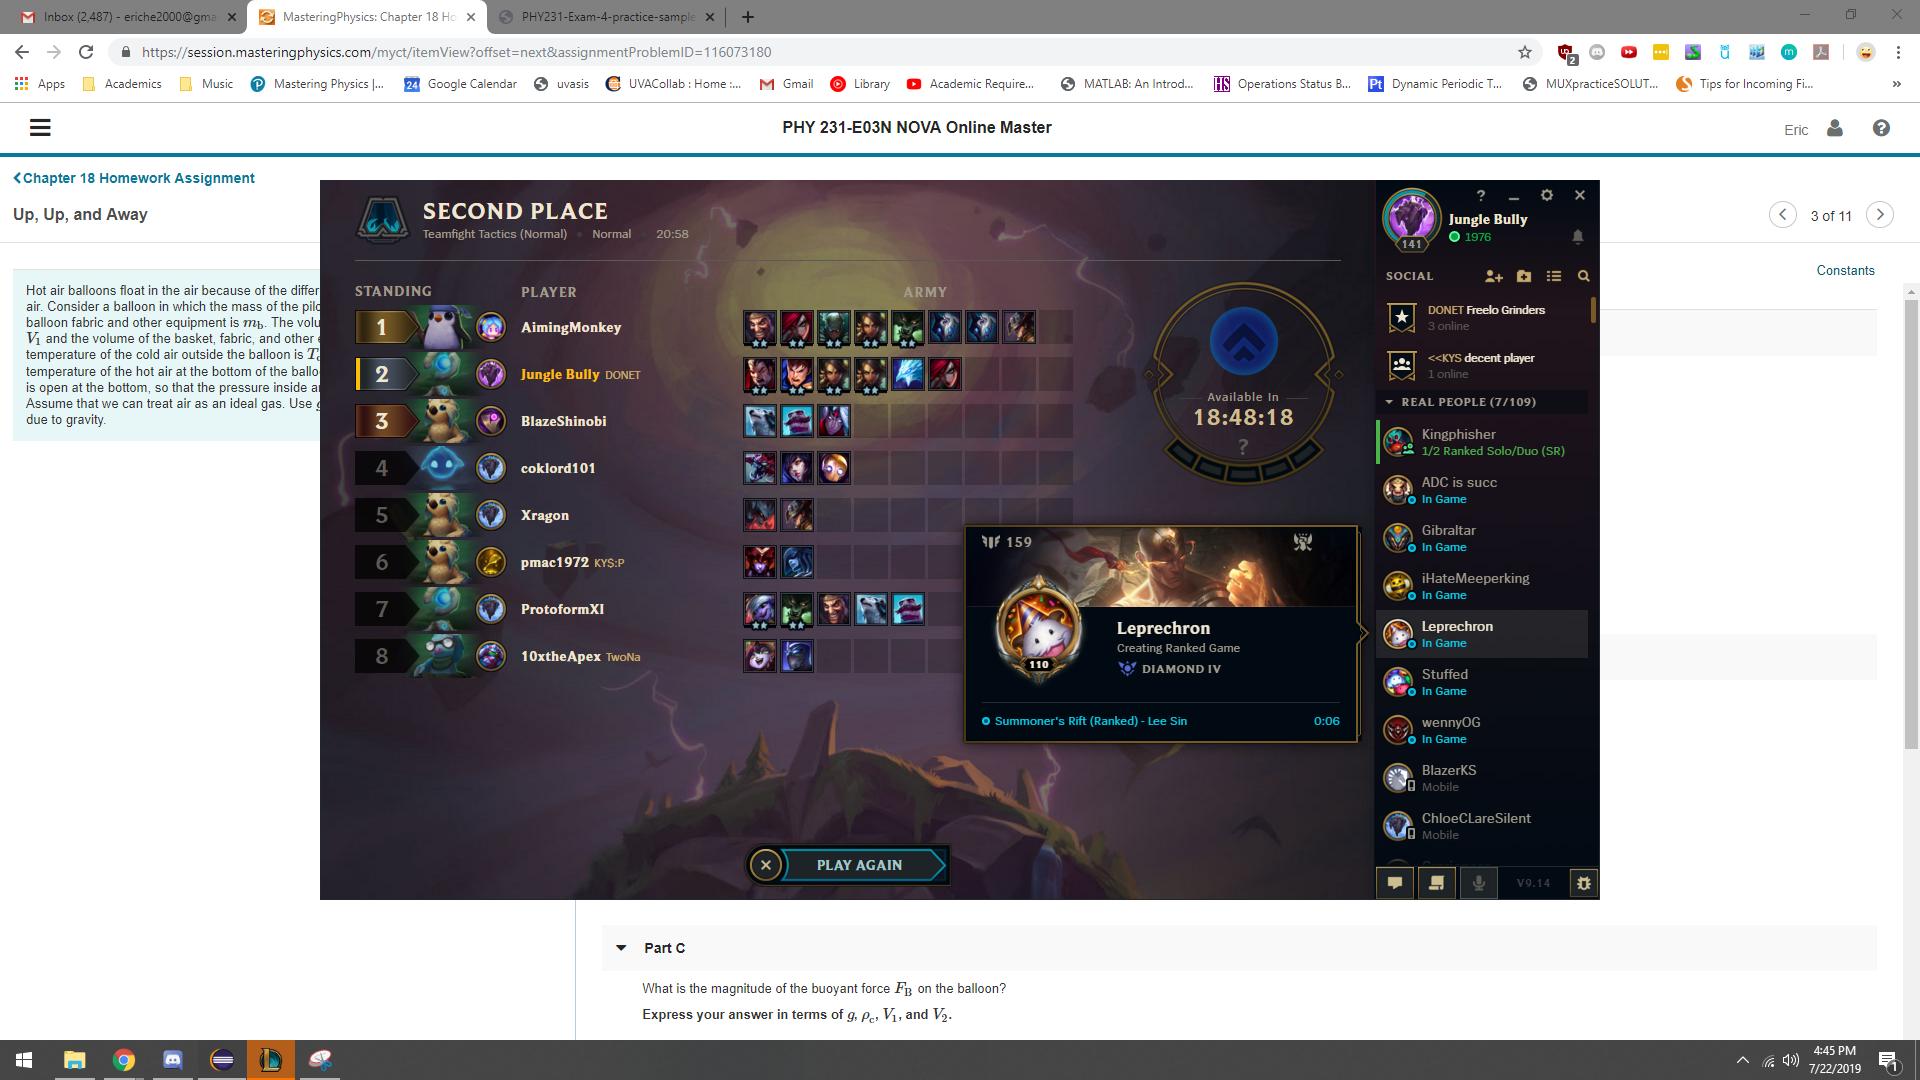 Inbox (2,487) - eriche2000@gma
MasteringPhysics: Chapter 18 Ho
PHY231-Exam-4-practice-sample
https://session.masteringphysics.com/myct/itemView?offset=next&assignmentProblemID=116073180
2
Apps
Academics
Music
Mastering Physics |...
24
Google Calendar
uvasis
UVACollab : Home :...
Gmail
Library
Academic Require...
MATLAB: An Introd...
HS
Operations Status B...
Pt
Dynamic Periodic T...
MUXpracticeSOLUT...
Tips for Incoming Fi...
»
PHY 231-E03N NOVA Online Master
Eric
Chapter 18 Homework Assignment
Up, Up, and Away
3 of 11
Constants
Hot air balloons float in the air because of the differ
air. Consider a balloon in which the mass of the pilo
balloon fabric and other equipment is m_b. The volu
V_1 and the volume of the basket, fabric, and other
temperature of the cold air outside the balloon is T
temperature of the hot air at the bottom of the ballo
is open at the bottom, so that the pressure inside a
Assume that we can treat air as an ideal gas. Use g
due to gravity.
SECOND PLACE
Teamfight Tactics (Normal) • Normal • 20:58
STANDING PLAYER ARMY
1 AimingMonkey
2 Jungle Bully DONET
3 BlazeShinobi
4 coklord101
5 Xragon
6 pmac1972 KYS:P
7 ProtoformXI
8 10xtheApex TwoNa
Available In
18:48:18
?
159
110
Leprechron
Creating Ranked Game
DIAMOND IV
Summoner's Rift (Ranked) - Lee Sin 0:06
PLAY AGAIN
?
Jungle Bully
141
1976
SOCIAL
DONET Freelo Grinders
3 online
<<KYS decent player
1 online
REAL PEOPLE (7/109)
Kingphisher
1/2 Ranked Solo/Duo (SR)
ADC is succ
In Game
Gibraltar
In Game
iHateMeeperking
In Game
Leprechron
In Game
Stuffed
In Game
wennyOG
In Game
BlazerKS
Mobile
ChloeCLareSilent
Mobile
V9.14
Part C
What is the magnitude of the buoyant force F_B on the balloon?
Express your answer in terms of g, ρ_c, V_1, and V_2.
4:45 PM
7/22/2019
1